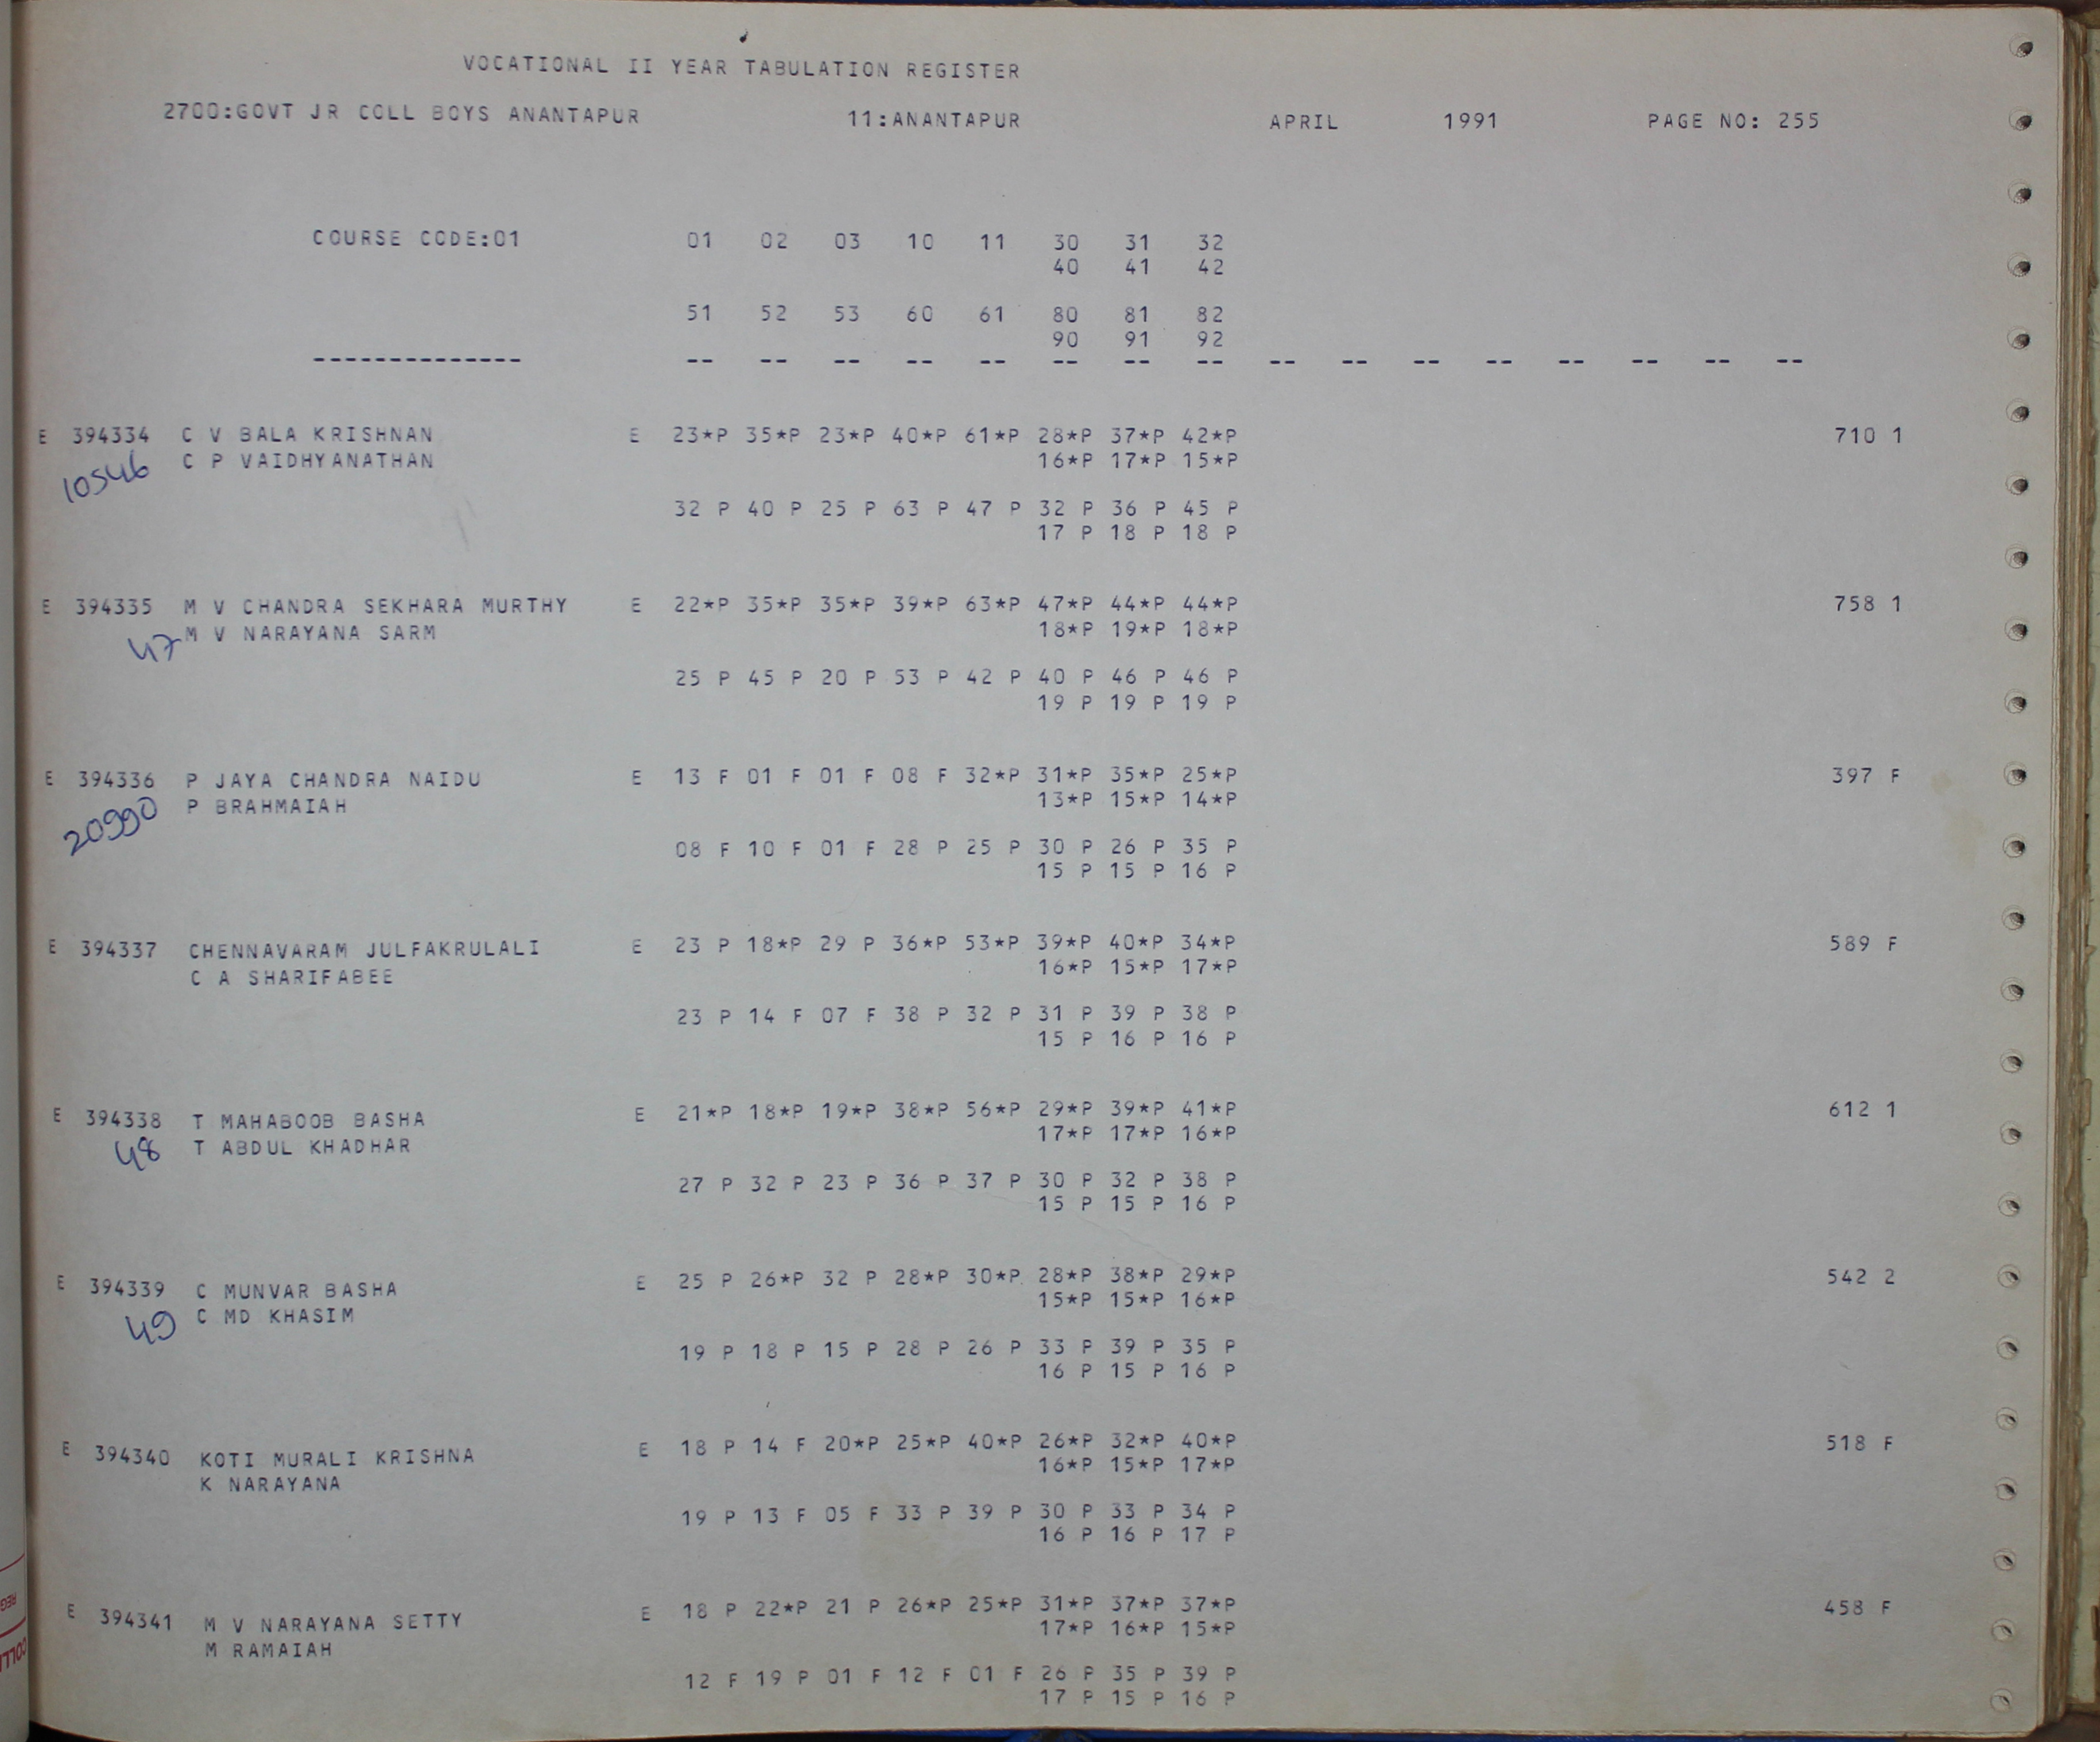 VOCATIONAL II YEAR TABULATION REGISTER
2700:GOVT JR COLL BOYS ANANTAPUR 11:ANANTAPUR APRIL 1991 PAGE NO: 255
COURSE CODE:01 01 02 03 10 11 30 31 32
40 41 42
51 52 53 60 61 80 81 82
90 91 92
-------------- -- -- -- -- -- -- -- -- -- -- -- -- -- -- -- --
E 394334 C V BALA KRISHNAN E 23*P 35*P 23*P 40*P 61*P 28*P 37*P 42*P 710 1
10546 C P VAIDHYANATHAN 16*P 17*P 15*P
32 P 40 P 25 P 63 P 47 P 32 P 36 P 45 P
17 P 18 P 18 P
E 394335 M V CHANDRA SEKHARA MURTHY E 22*P 35*P 35*P 39*P 63*P 47*P 44*P 44*P 758 1
47 M V NARAYANA SARM 18*P 19*P 18*P
25 P 45 P 20 P 53 P 42 P 40 P 46 P 46 P
19 P 19 P 19 P
E 394336 P JAYA CHANDRA NAIDU E 13 F 01 F 01 F 08 F 32*P 31*P 35*P 25*P 397 F
20990 P BRAHMAIAH 13*P 15*P 14*P
08 F 10 F 01 F 28 P 25 P 30 P 26 P 35 P
15 P 15 P 16 P
E 394337 CHENNAVARAM JULFAKRULALI E 23 P 18*P 29 P 36*P 53*P 39*P 40*P 34*P 589 F
C A SHARIFABEE 16*P 15*P 17*P
23 P 14 F 07 F 38 P 32 P 31 P 39 P 38 P
15 P 16 P 16 P
E 394338 T MAHABOOB BASHA E 21*P 18*P 19*P 38*P 56*P 29*P 39*P 41*P 612 1
48 T ABDUL KHADHAR 17*P 17*P 16*P
27 P 32 P 23 P 36 P 37 P 30 P 32 P 38 P
15 P 15 P 16 P
E 394339 C MUNVAR BASHA E 25 P 26*P 32 P 28*P 30*P 28*P 38*P 29*P 542 2
49 C MD KHASIM 15*P 15*P 16*P
19 P 18 P 15 P 28 P 26 P 33 P 39 P 35 P
16 P 15 P 16 P
E 394340 KOTI MURALI KRISHNA E 18 P 14 F 20*P 25*P 40*P 26*P 32*P 40*P 518 F
K NARAYANA 16*P 15*P 17*P
19 P 13 F 05 F 33 P 39 P 30 P 33 P 34 P
16 P 16 P 17 P
E 394341 M V NARAYANA SETTY E 18 P 22*P 21 P 26*P 25*P 31*P 37*P 37*P 458 F
M RAMAIAH 17*P 16*P 15*P
12 F 19 P 01 F 12 F 01 F 26 P 35 P 39 P
17 P 15 P 16 P